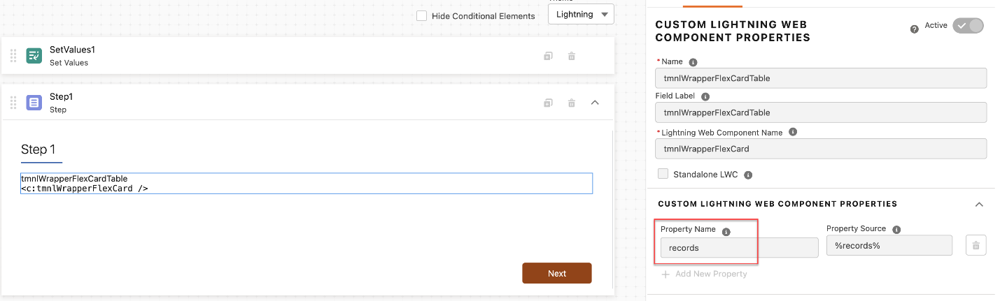 Hide Conditional Elements
Lightning
SetValues1
Set Values
Step1
Step
Step 1
tmnlWrapperFlexCardTable
<c:tmnlWrapperFlexCard />
Next
CUSTOM LIGHTNING WEB
COMPONENT PROPERTIES
Active
* Name
tmnlWrapperFlexCardTable
Field Label
tmnlWrapperFlexCardTable
* Lightning Web Component Name
tmnlWrapperFlexCard
Standalone LWC
CUSTOM LIGHTNING WEB COMPONENT PROPERTIES
Property Name
Property Source
records
%records%
+ Add New Property